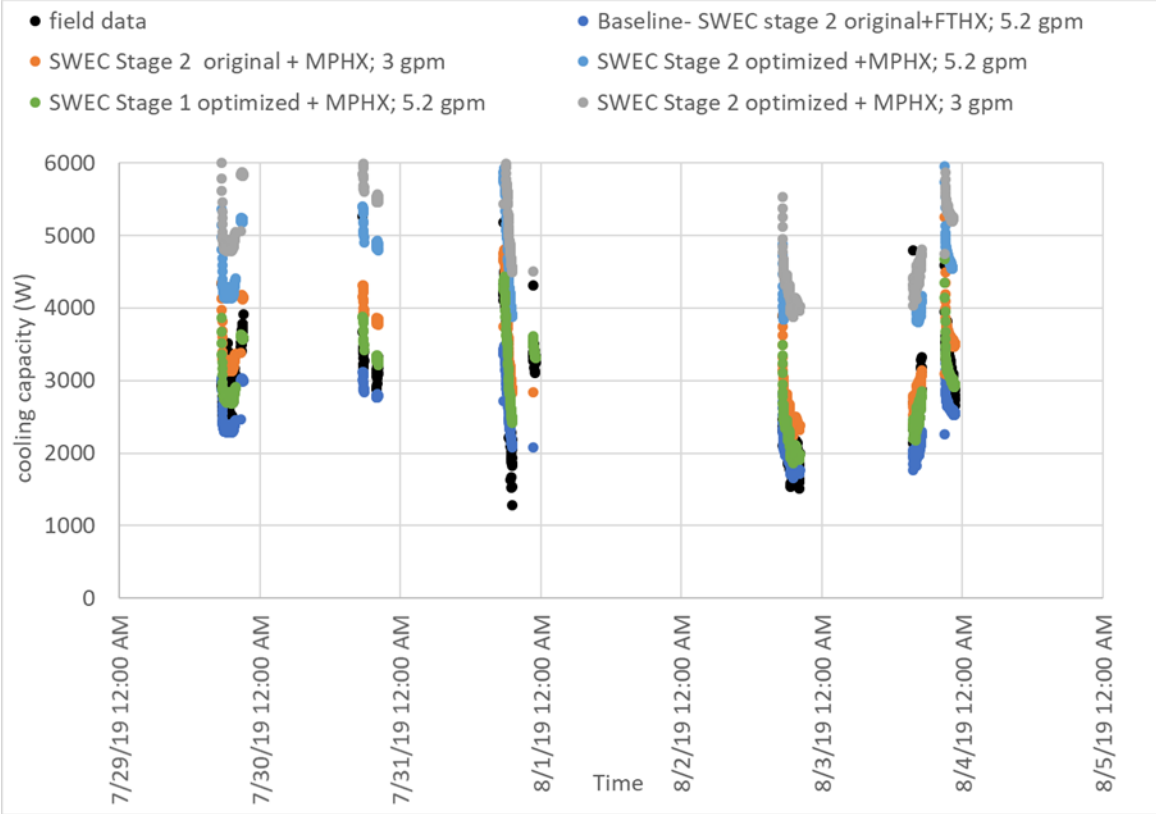 field data
Baseline- SWEC stage 2 original+FTHX; 5.2 gpm
SWEC Stage 2 original + MPHX; 3 gpm
SWEC Stage 2 optimized +MPHX; 5.2 gpm
SWEC Stage 1 optimized + MPHX; 5.2 gpm
SWEC Stage 2 optimized + MPHX; 3 gpm
cooling capacity (W)
6000
5000
4000
3000
2000
1000
0
7/29/19 12:00 AM
7/30/19 12:00 AM
7/31/19 12:00 AM
8/1/19 12:00 AM
8/2/19 12:00 AM
8/3/19 12:00 AM
8/4/19 12:00 AM
8/5/19 12:00 AM
Time